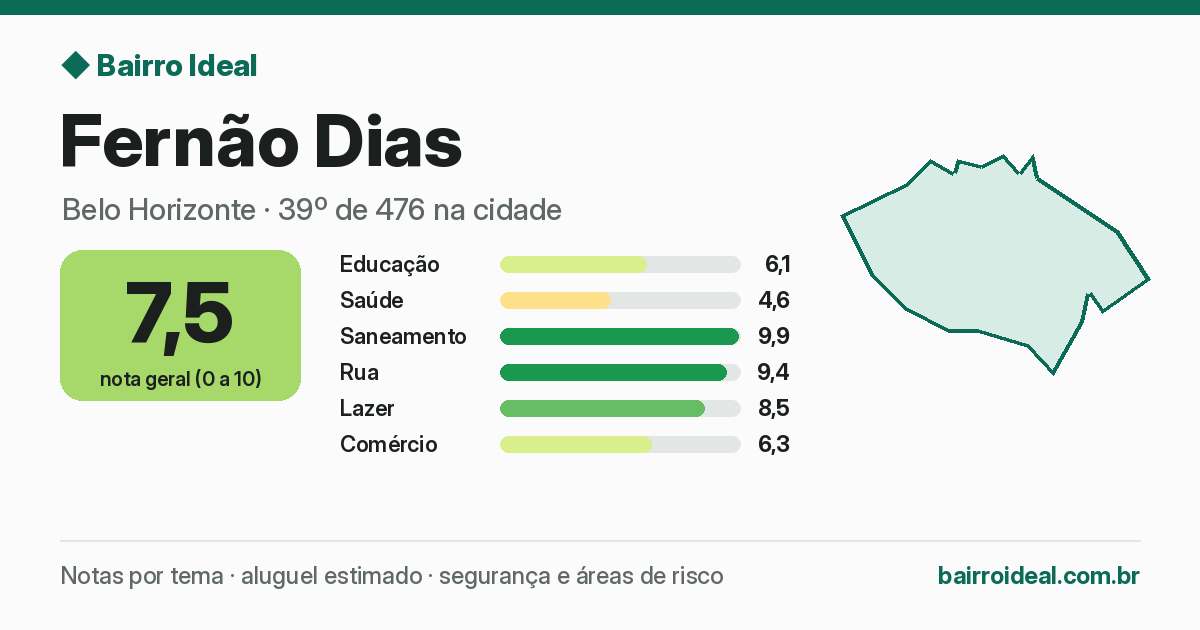 Bairro Ideal
Fernão Dias
Belo Horizonte · 39º de 476 na cidade
7,5
nota geral (0 a 10)
Educação 6,1
Saúde 4,6
Saneamento 9,9
Rua 9,4
Lazer 8,5
Comércio 6,3
Notas por tema · aluguel estimado · segurança e áreas de risco
bairroideal.com.br